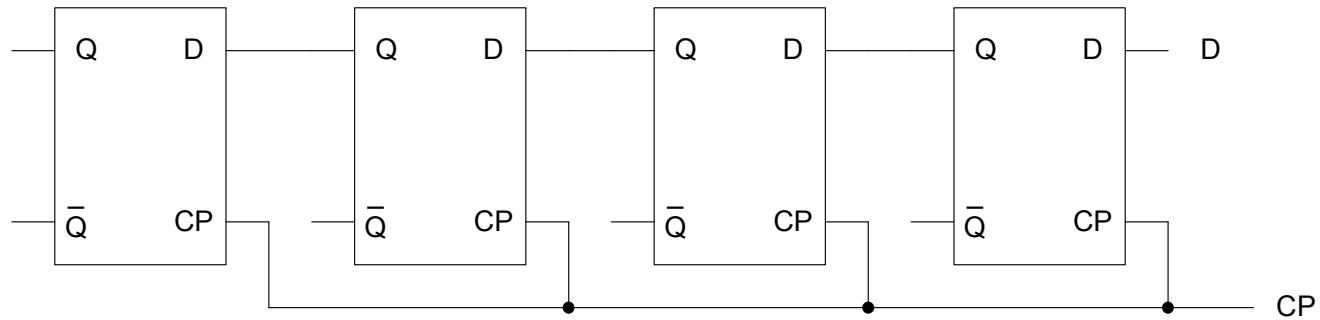 Q D Q D Q D Q D D
Q̅ CP Q̅ CP Q̅ CP Q̅ CP
CP